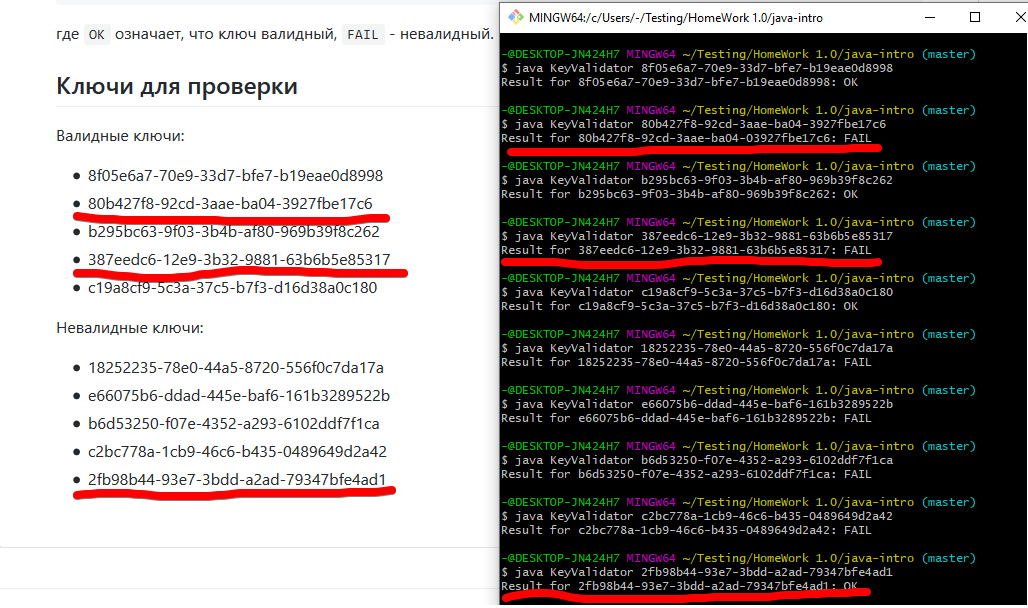 где OK означает, что ключ валидный, FAIL - невалидный.
Ключи для проверки
Валидные ключи:
8f05e6a7-70e9-33d7-bfe7-b19eae0d8998
80b427f8-92cd-3aae-ba04-3927fbe17c6
b295bc63-9f03-3b4b-af80-969b39f8c262
387eedc6-12e9-3b32-9881-63b6b5e85317
c19a8cf9-5c3a-37c5-b7f3-d16d38a0c180
Невалидные ключи:
18252235-78e0-44a5-8720-556f0c7da17a
e66075b6-ddad-445e-baf6-161b3289522b
b6d53250-f07e-4352-a293-6102ddf7f1ca
c2bc778a-1cb9-46c6-b435-0489649d2a42
2fb98b44-93e7-3bdd-a2ad-79347bfe4ad1
MINGW64:/c/Users/-/Testing/HomeWork 1.0/java-intro
-@DESKTOP-JN424H7 MINGW64 ~/Testing/HomeWork 1.0/java-intro (master)
$ java KeyValidator 8f05e6a7-70e9-33d7-bfe7-b19eae0d8998
Result for 8f05e6a7-70e9-33d7-bfe7-b19eae0d8998: OK
-@DESKTOP-JN424H7 MINGW64 ~/Testing/HomeWork 1.0/java-intro (master)
$ java KeyValidator 80b427f8-92cd-3aae-ba04-3927fbe17c6
Result for 80b427f8-92cd-3aae-ba04-03927fbe17c6: FAIL
-@DESKTOP-JN424H7 MINGW64 ~/Testing/HomeWork 1.0/java-intro (master)
$ java KeyValidator b295bc63-9f03-3b4b-af80-969b39f8c262
Result for b295bc63-9f03-3b4b-af80-969b39f8c262: OK
-@DESKTOP-JN424H7 MINGW64 ~/Testing/HomeWork 1.0/java-intro (master)
$ java KeyValidator 387eedc6-12e9-3b32-9881-63b6b5e85317
Result for 387eedc6-12e9-3b32-9881-63b6b5e85317: FAIL
-@DESKTOP-JN424H7 MINGW64 ~/Testing/HomeWork 1.0/java-intro (master)
$ java KeyValidator c19a8cf9-5c3a-37c5-b7f3-d16d38a0c180
Result for c19a8cf9-5c3a-37c5-b7f3-d16d38a0c180: OK
-@DESKTOP-JN424H7 MINGW64 ~/Testing/HomeWork 1.0/java-intro (master)
$ java KeyValidator 18252235-78e0-44a5-8720-556f0c7da17a
Result for 18252235-78e0-44a5-8720-556f0c7da17a: FAIL
-@DESKTOP-JN424H7 MINGW64 ~/Testing/HomeWork 1.0/java-intro (master)
$ java KeyValidator e66075b6-ddad-445e-baf6-161b3289522b
Result for e66075b6-ddad-445e-baf6-161b3289522b: FAIL
-@DESKTOP-JN424H7 MINGW64 ~/Testing/HomeWork 1.0/java-intro (master)
$ java KeyValidator b6d53250-f07e-4352-a293-6102ddf7f1ca
Result for b6d53250-f07e-4352-a293-6102ddf7f1ca: FAIL
-@DESKTOP-JN424H7 MINGW64 ~/Testing/HomeWork 1.0/java-intro (master)
$ java KeyValidator c2bc778a-1cb9-46c6-b435-0489649d2a42
Result for c2bc778a-1cb9-46c6-b435-0489649d2a42: FAIL
-@DESKTOP-JN424H7 MINGW64 ~/Testing/HomeWork 1.0/java-intro (master)
$ java KeyValidator 2fb98b44-93e7-3bdd-a2ad-79347bfe4ad1
Result for 2fb98b44-93e7-3bdd-a2ad-79347bfe4ad1: OK